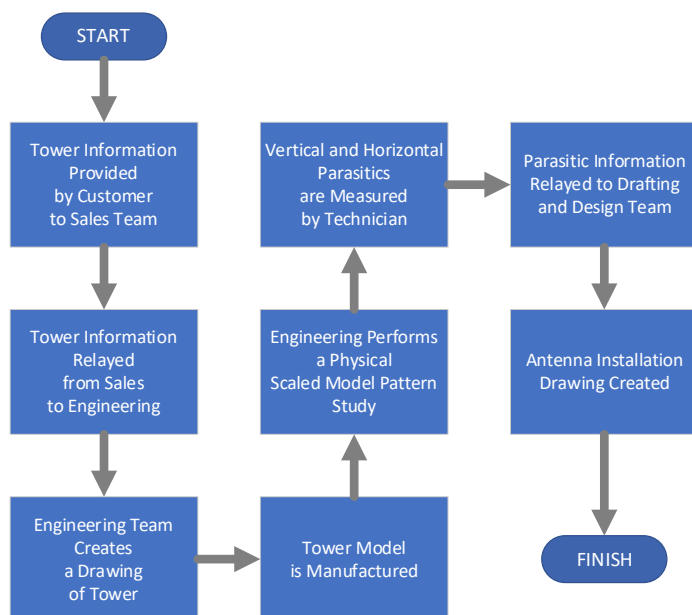 START
Tower Information
Provided
by Customer
to Sales Team
Tower Information
Relayed
from Sales
to Engineering
Engineering Team
Creates
a Drawing
of Tower
Tower Model
is Manufactured
Engineering Performs
a Physical
Scaled Model Pattern
Study
Vertical and Horizontal
Parasitics
are Measured
by Technician
Parasitic Information
Relayed to Drafting
and Design Team
Antenna Installation
Drawing Created
FINISH